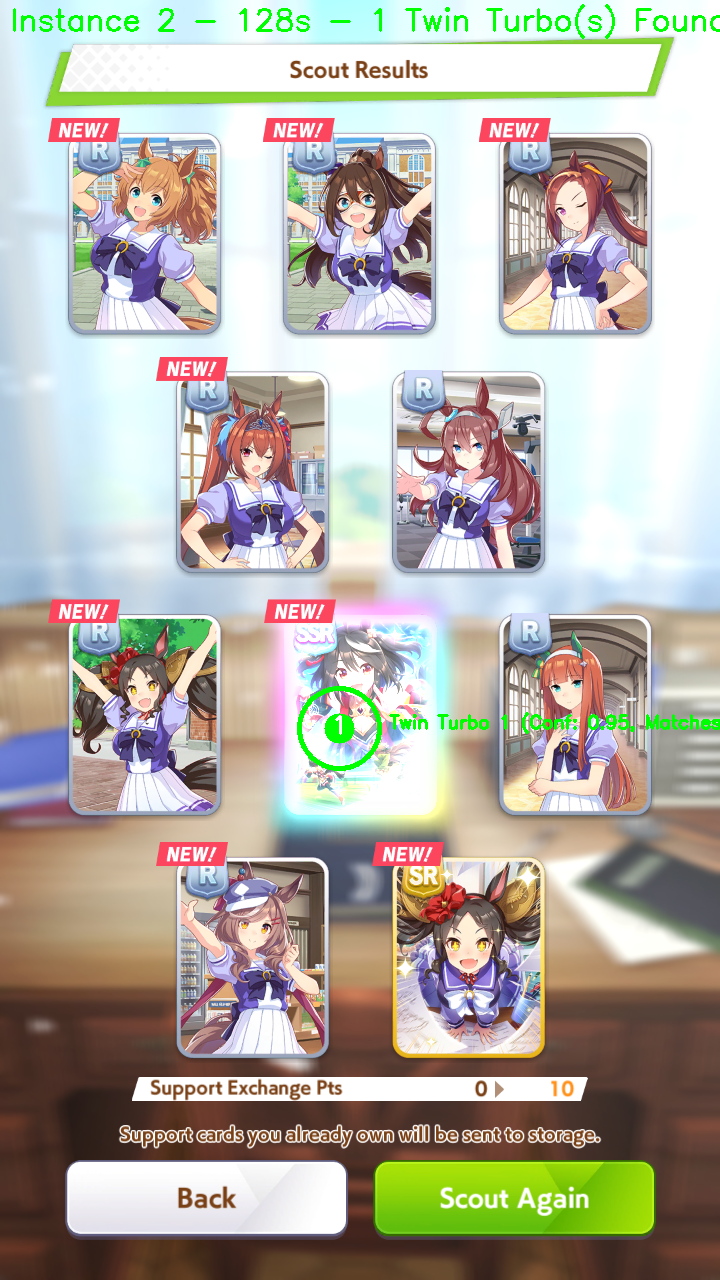 Instance 2 - 128s - 1 Twin Turbo(s) Found
Scout Results
NEW! NEW! NEW!
R R R
NEW!
R R
NEW! NEW!
R SSR R
1 Twin Turbo 1 (Conf: 0.95, Matches
NEW! NEW!
R SR
Support Exchange Pts 0 10
Support cards you already own will be sent to storage.
Back Scout Again